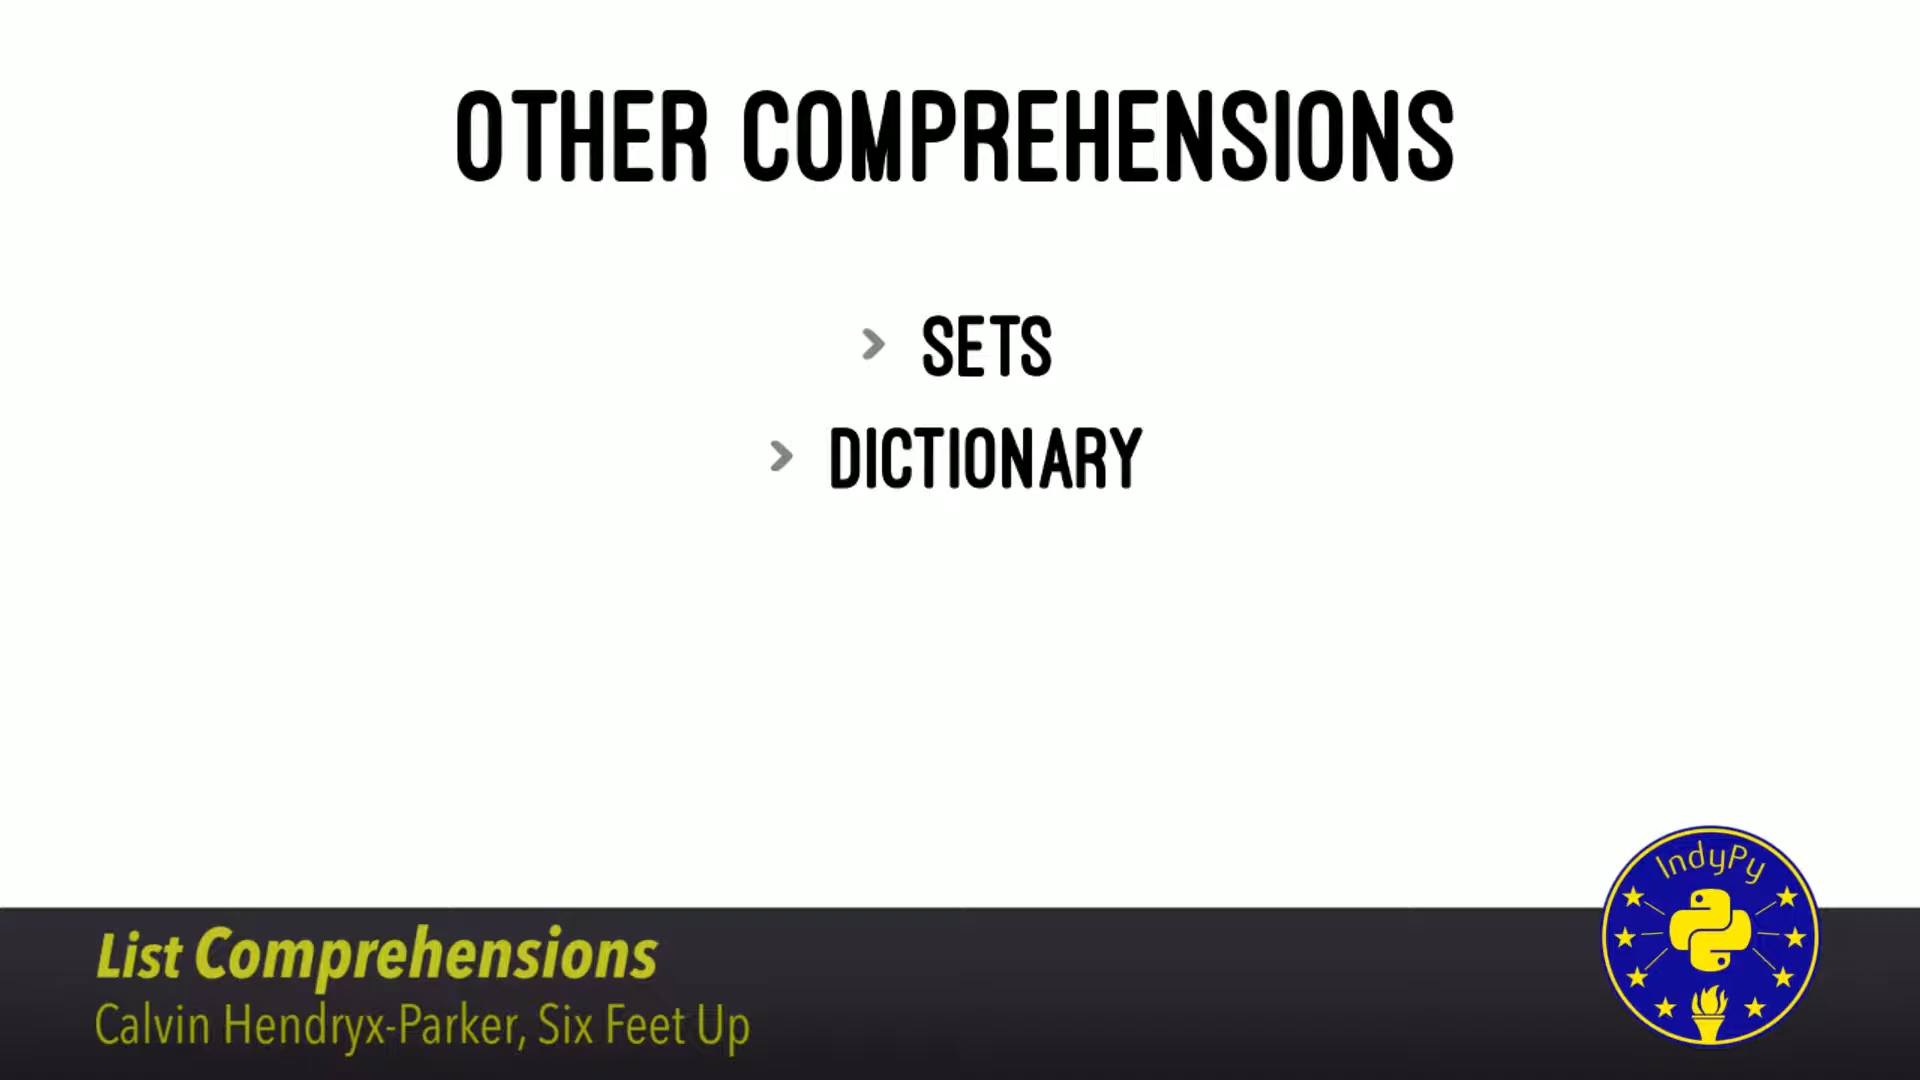 OTHER COMPREHENSIONS
SETS
DICTIONARY
List Comprehensions
Calvin Hendryx-Parker, Six Feet Up
IndyPy